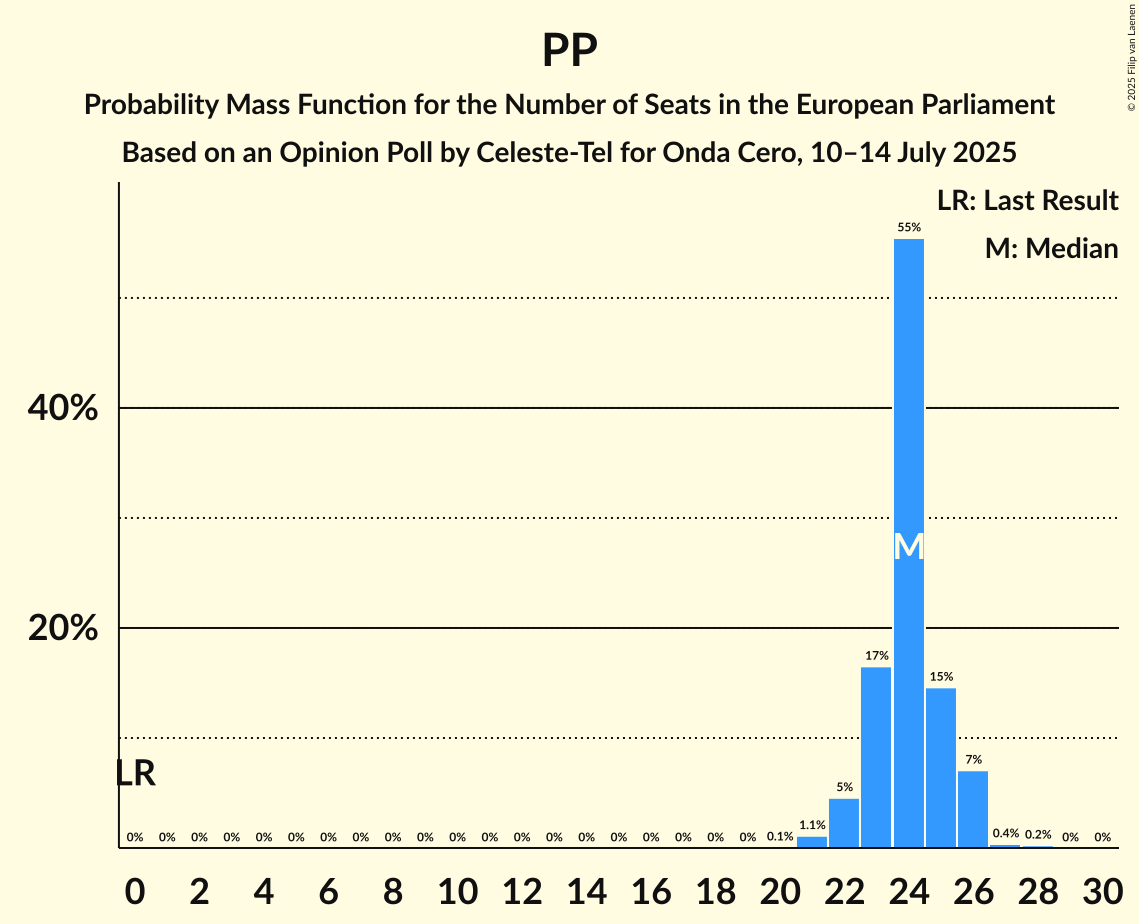 PP
Probability Mass Function for the Number of Seats in the European Parliament
Based on an Opinion Poll by Celeste-Tel for Onda Cero, 10–14 July 2025
© 2025 Filip van Laenen
LR: Last Result
M: Median
55%
40%
M
20%
17%
15%
LR
7%
5%
0% 0% 0% 0% 0% 0% 0% 0% 0% 0% 0% 0% 0% 0% 0% 0% 0% 0% 0% 0% 0.1% 1.1% 0.4% 0.2% 0% 0%
0 2 4 6 8 10 12 14 16 18 20 22 24 26 28 30